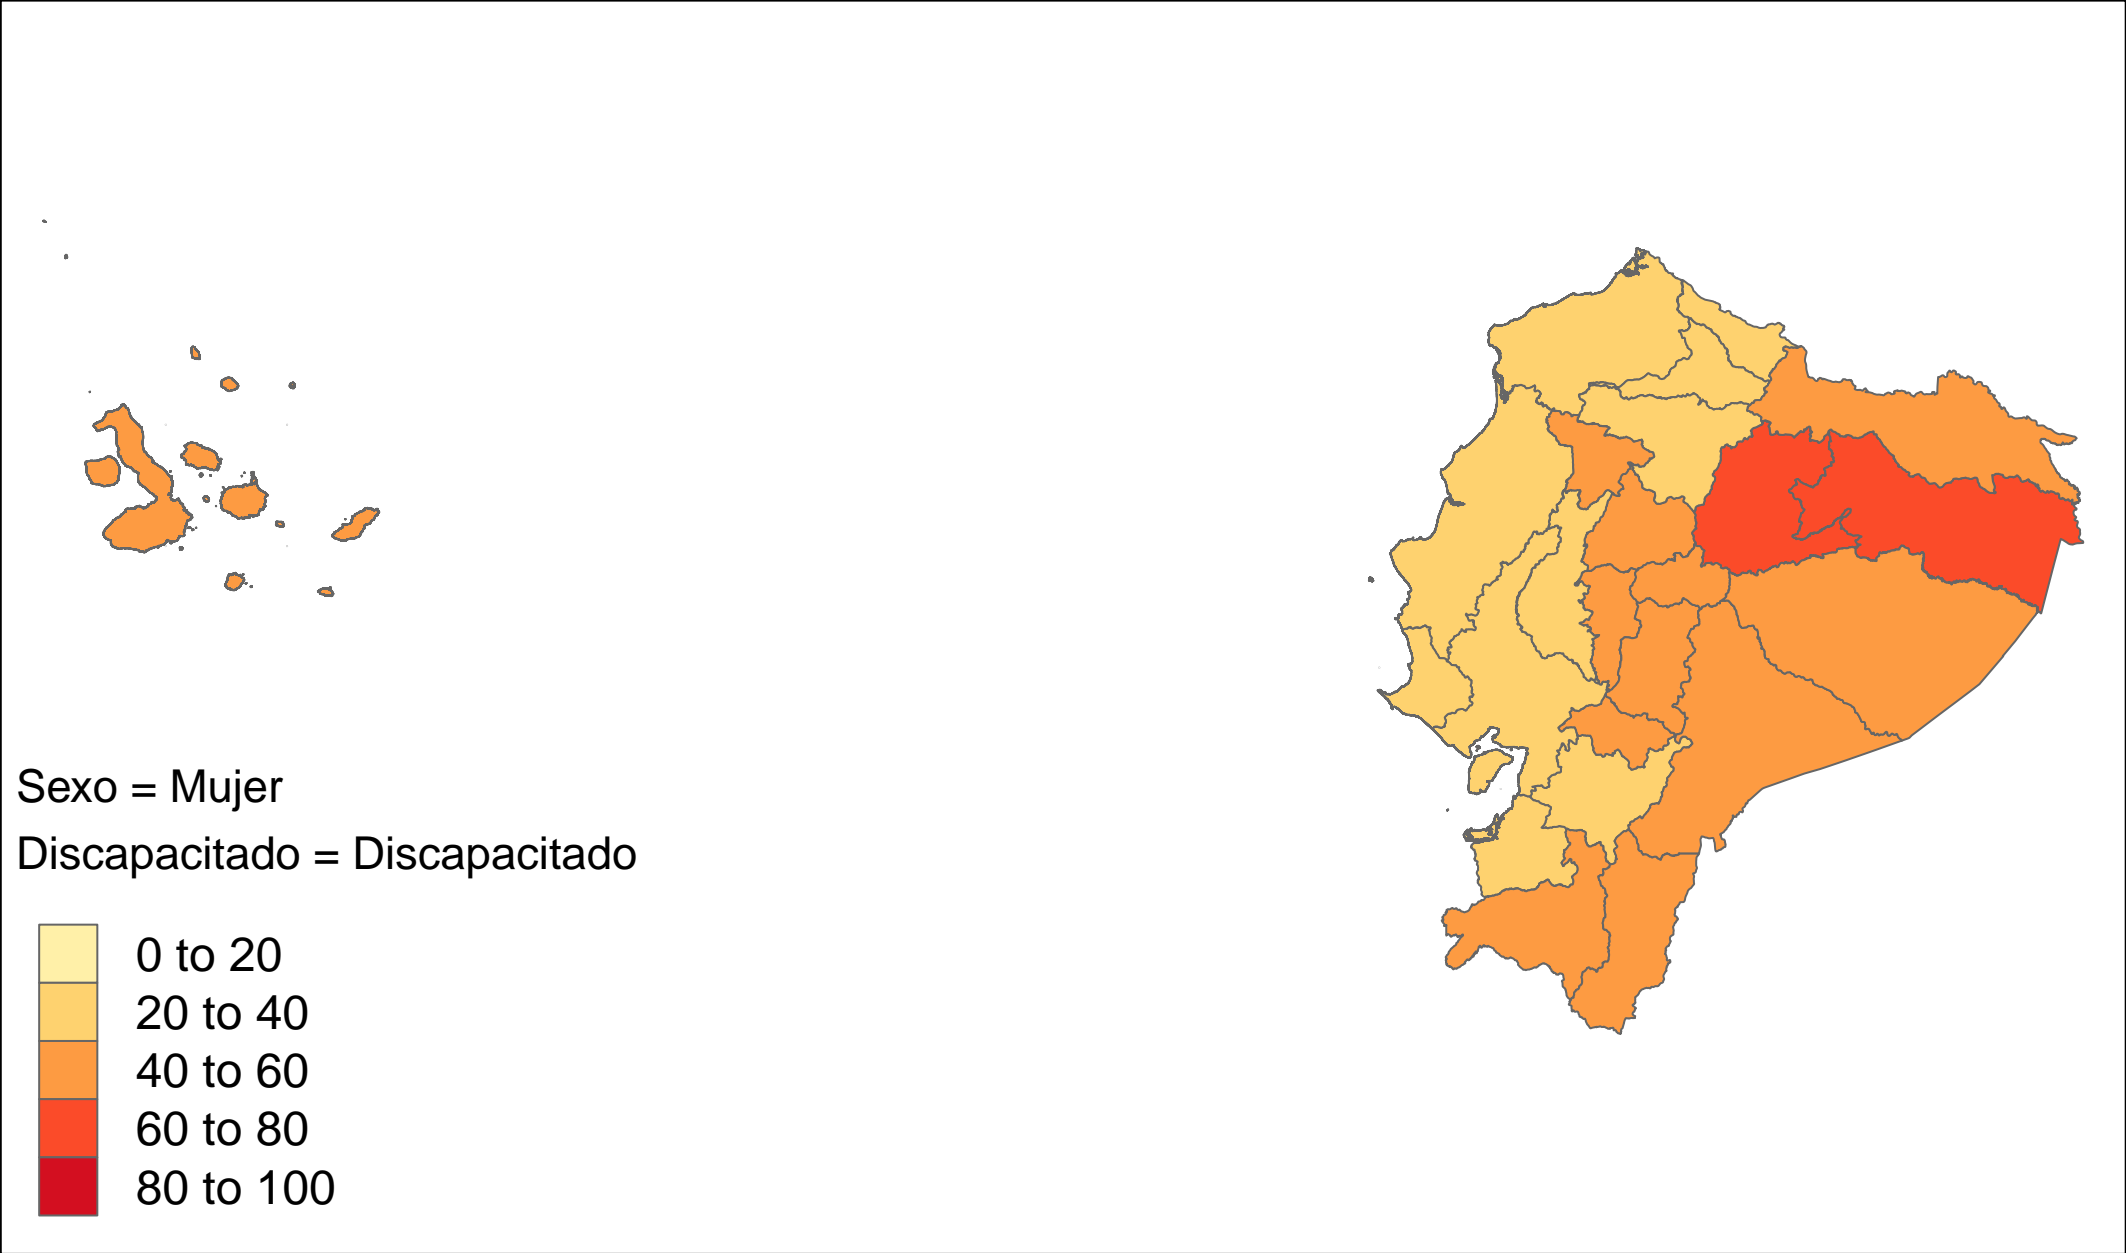 Sexo = Mujer
Discapacitado = Discapacitado
0 to 20
20 to 40
40 to 60
60 to 80
80 to 100